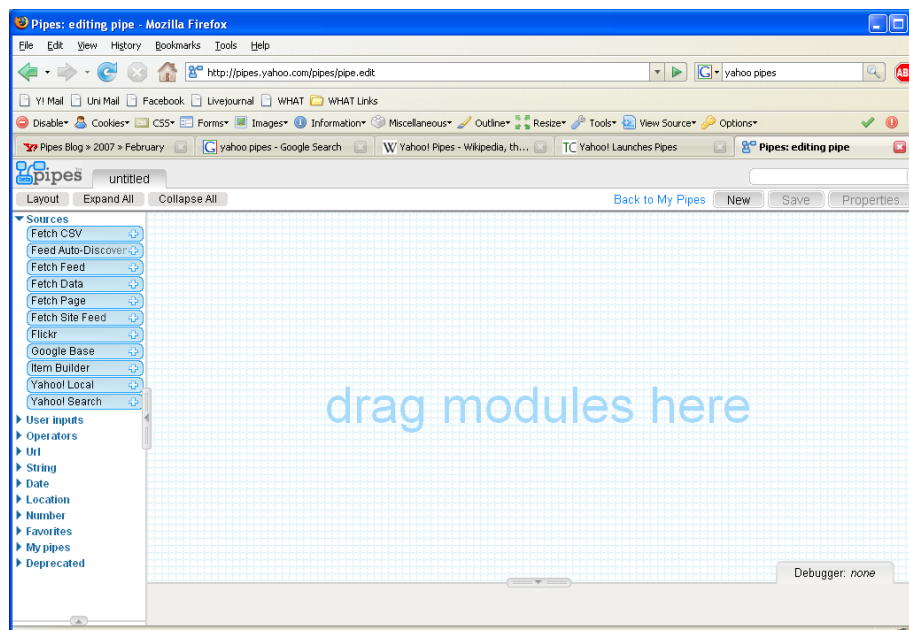 Pipes: editing pipe - Mozilla Firefox
File Edit View History Bookmarks Tools Help
http://pipes.yahoo.com/pipes/pipe.edit G yahoo pipes AB
Y! Mail Uni Mail Facebook Livejournal WHAT WHAT Links
Disable Cookies CSS Forms Images Information Miscellaneous Outline Resize Tools View Source Options
Pipes Blog » 2007 » February yahoo pipes - Google Search Yahoo! Pipes - Wikipedia, th... TC Yahoo! Launches Pipes Pipes: editing pipe
pipes untitled
Layout Expand All Collapse All Back to My Pipes New Save Properties...
Sources
Fetch CSV
Feed Auto-Discover
Fetch Feed
Fetch Data
Fetch Page
Fetch Site Feed
Flickr
Google Base
Item Builder
Yahoo! Local
Yahoo! Search
drag modules here
User inputs
Operators
Url
String
Date
Location
Number
Favorites
My pipes
Deprecated
Debugger: none